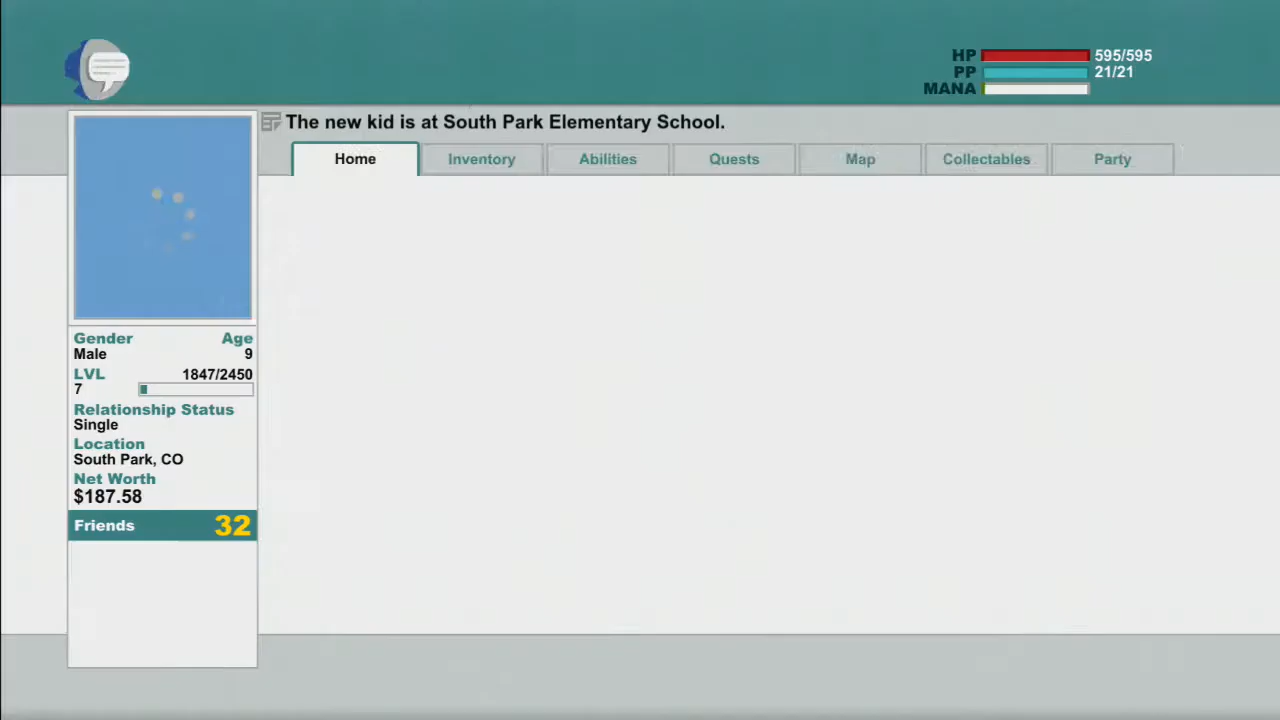 HP 595/595
PP 21/21
MANA
The new kid is at South Park Elementary School.
Home Inventory Abilities Quests Map Collectables Party
Gender Age
Male 9
LVL 1847/2450
7
Relationship Status
Single
Location
South Park, CO
Net Worth
$187.58
Friends 32